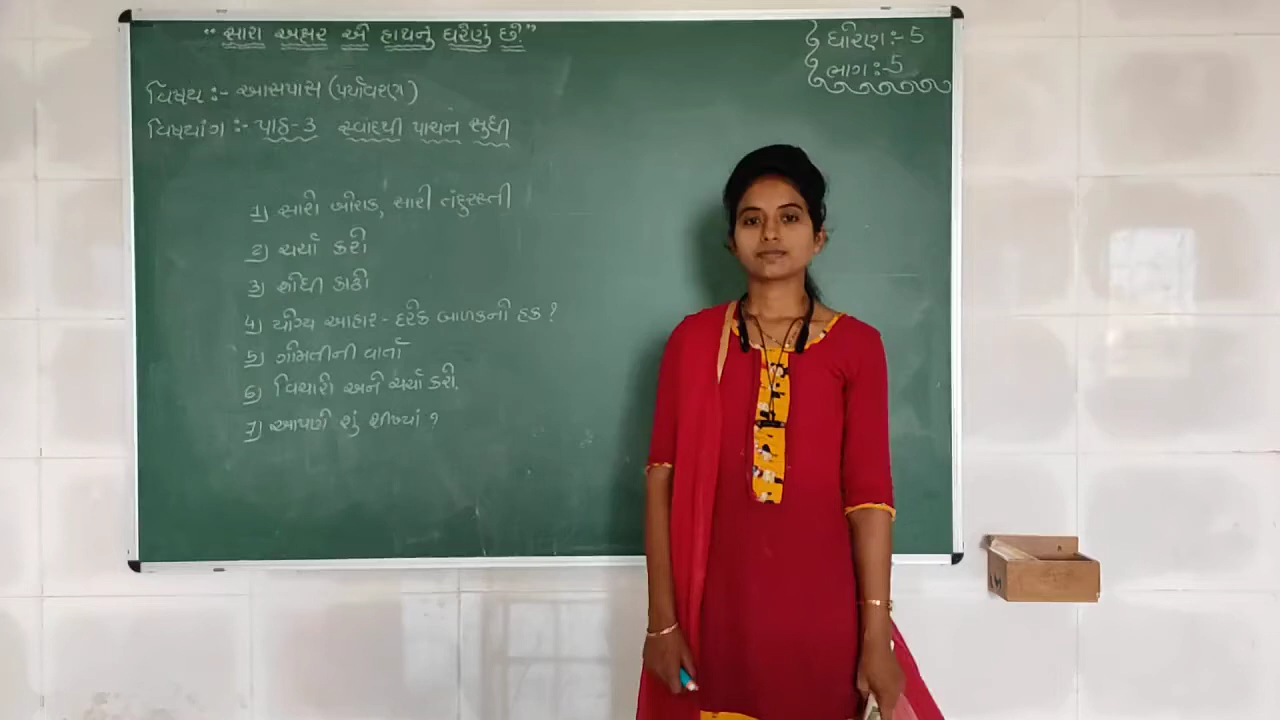 “ સારા અક્ષર એ હાથનું ઘરેણું છે.”
ધોરણ :- 5
ભાગ :- 5
વિષય :- આસપાસ (પર્યાવરણ)
વિષયાંગ :- પાઠ-3 સ્વાદથી પાચન સુધી
1) સારો ખોરાક, સારી તંદુરસ્તી
2) ચર્ચા કરો
3) શોધી કાઢો
4) યોગ્ય આહાર - દરેક બાળકનો હક ?
5) ગોમતીની વાર્તા
6) વિચારો અને ચર્ચા કરો.
7) આપણે શું શીખ્યાં ?